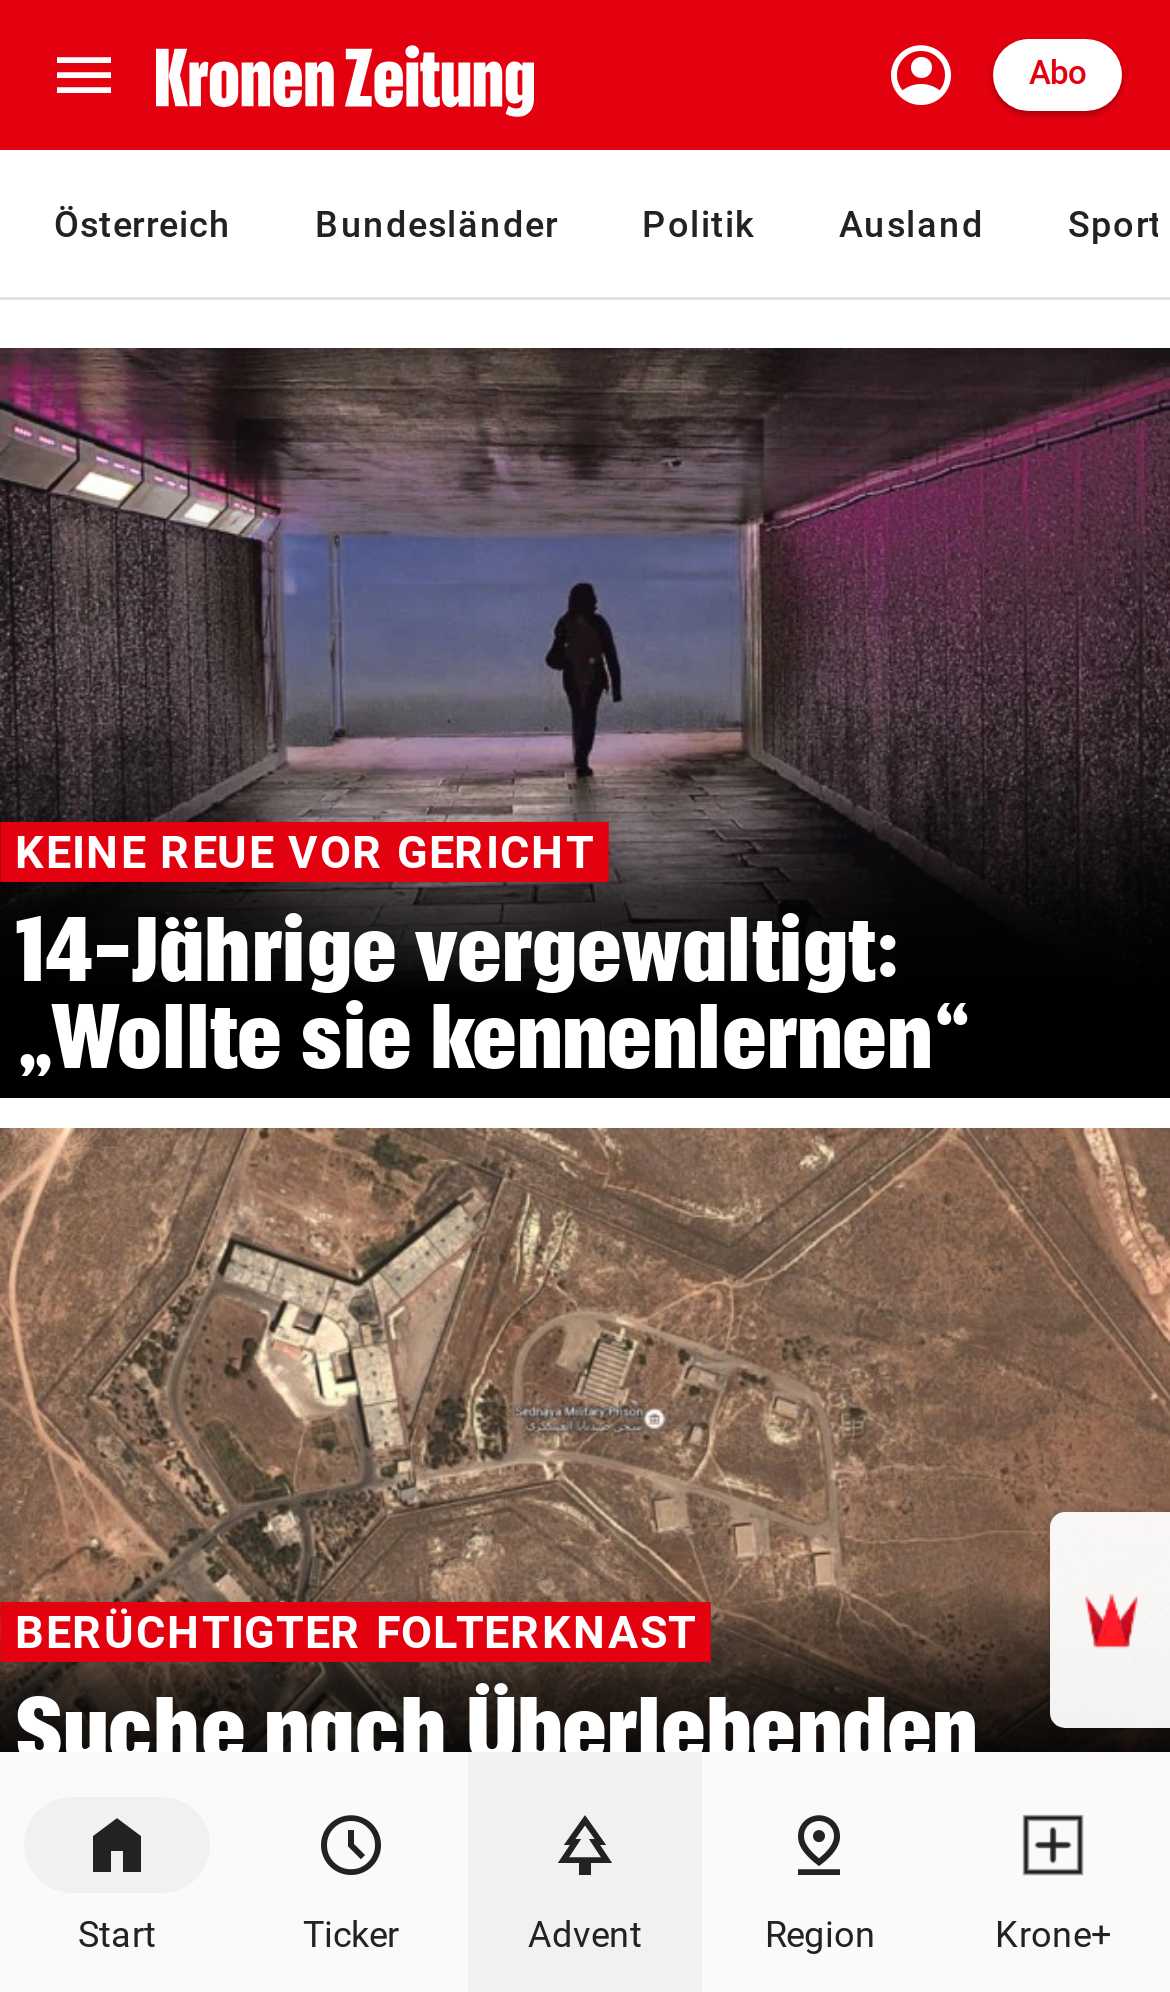 Kronen Zeitung
Abo
Österreich Bundesländer Politik Ausland Sport
KEINE REUE VOR GERICHT
14-Jährige vergewaltigt:
„Wollte sie kennenlernen“
Sednaya Military Prison
BERÜCHTIGTER FOLTERKNAST
Suche nach Überlebenden
Start Ticker Advent Region Krone+